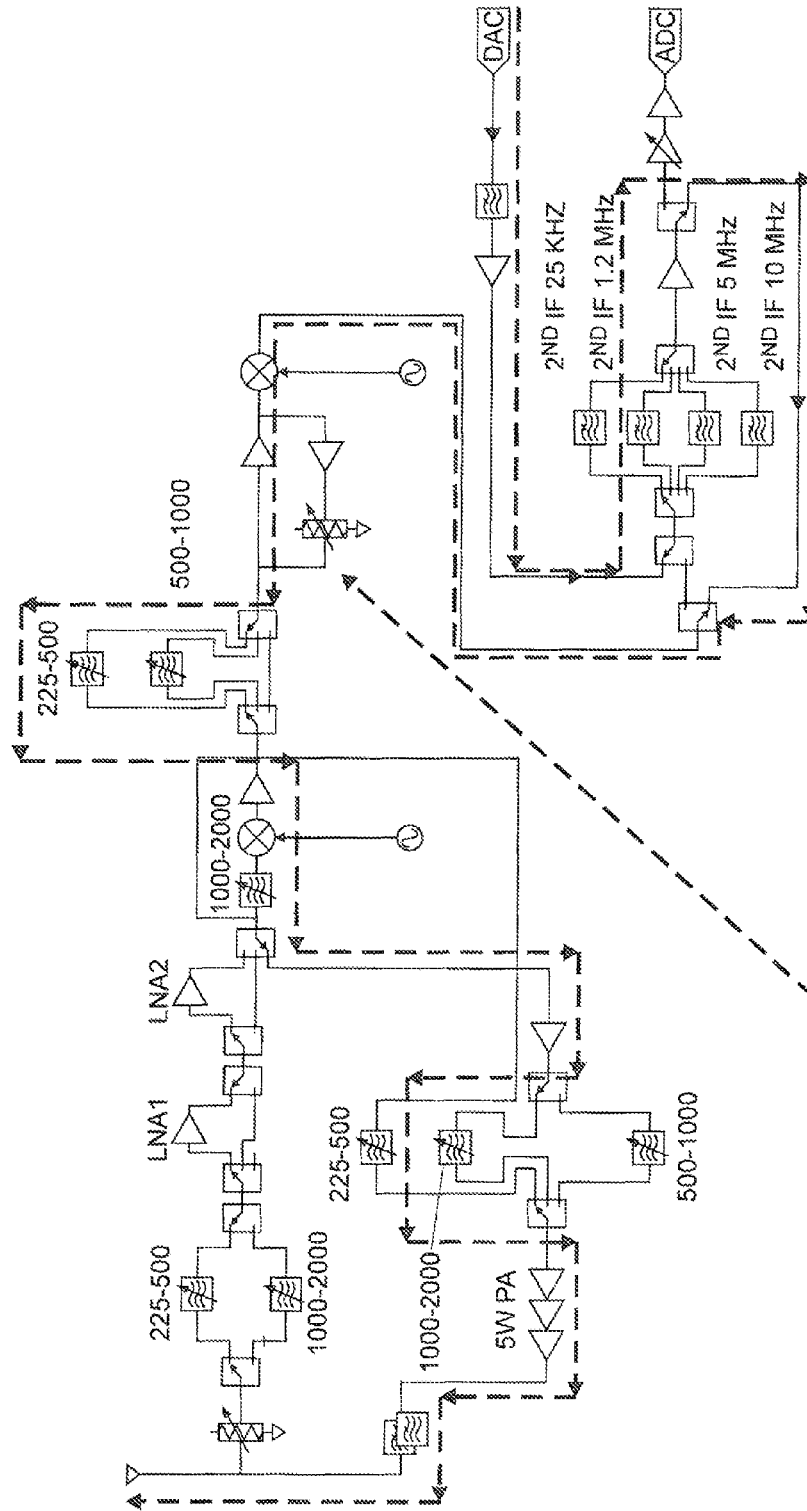 225-500
1000-2000
LNA1
LNA2
1000-2000
225-500
500-1000
5W PA
1000-2000
225-500
500-1000
DAC
ADC
2ND IF 25 KHZ
2ND IF 1.2 MHz
2ND IF 5 MHz
2ND IF 10 MHz